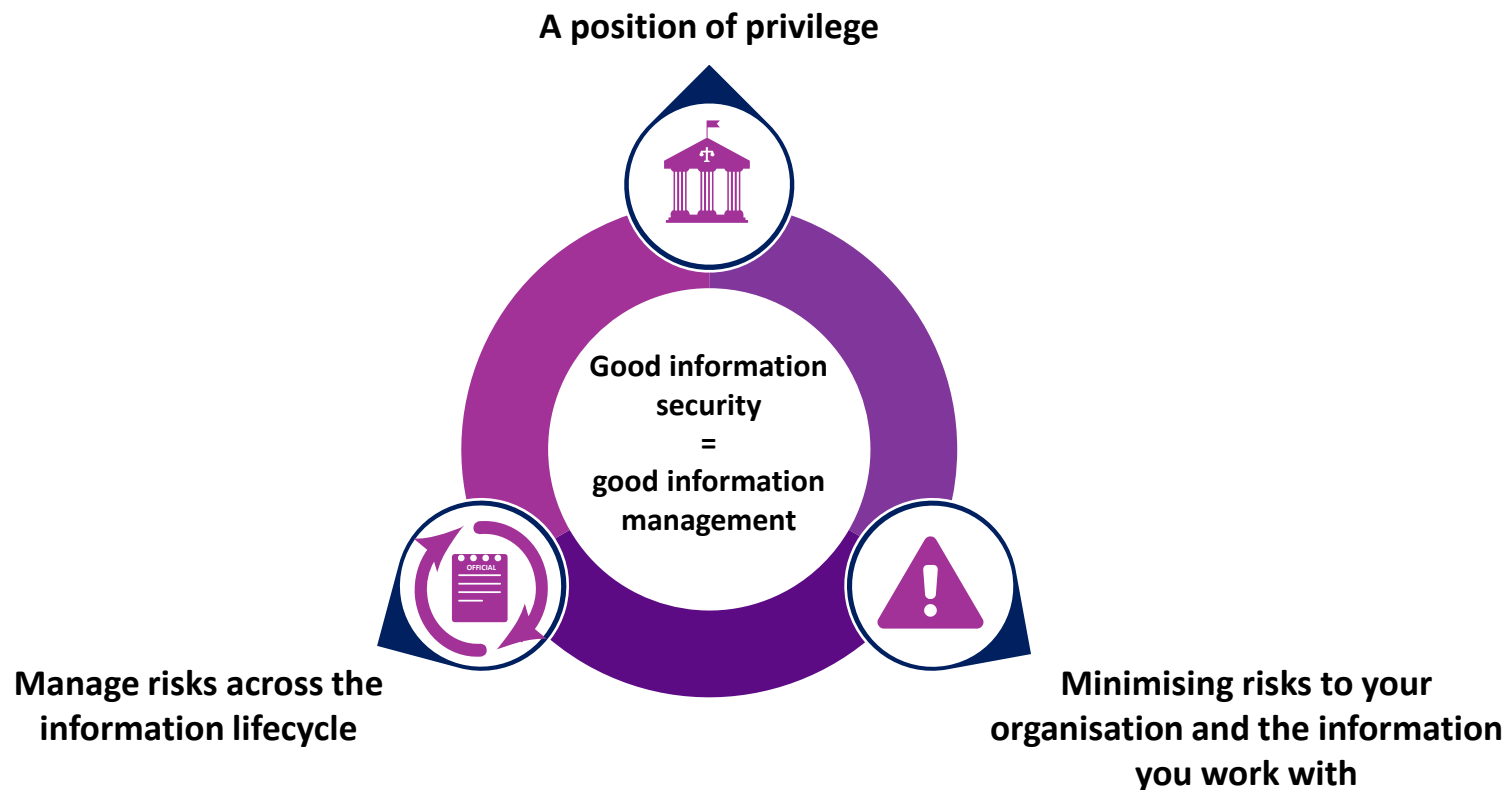 A position of privilege
Good information
security
=
good information
management
OFFICIAL
Manage risks across the
information lifecycle
Minimising risks to your
organisation and the information
you work with